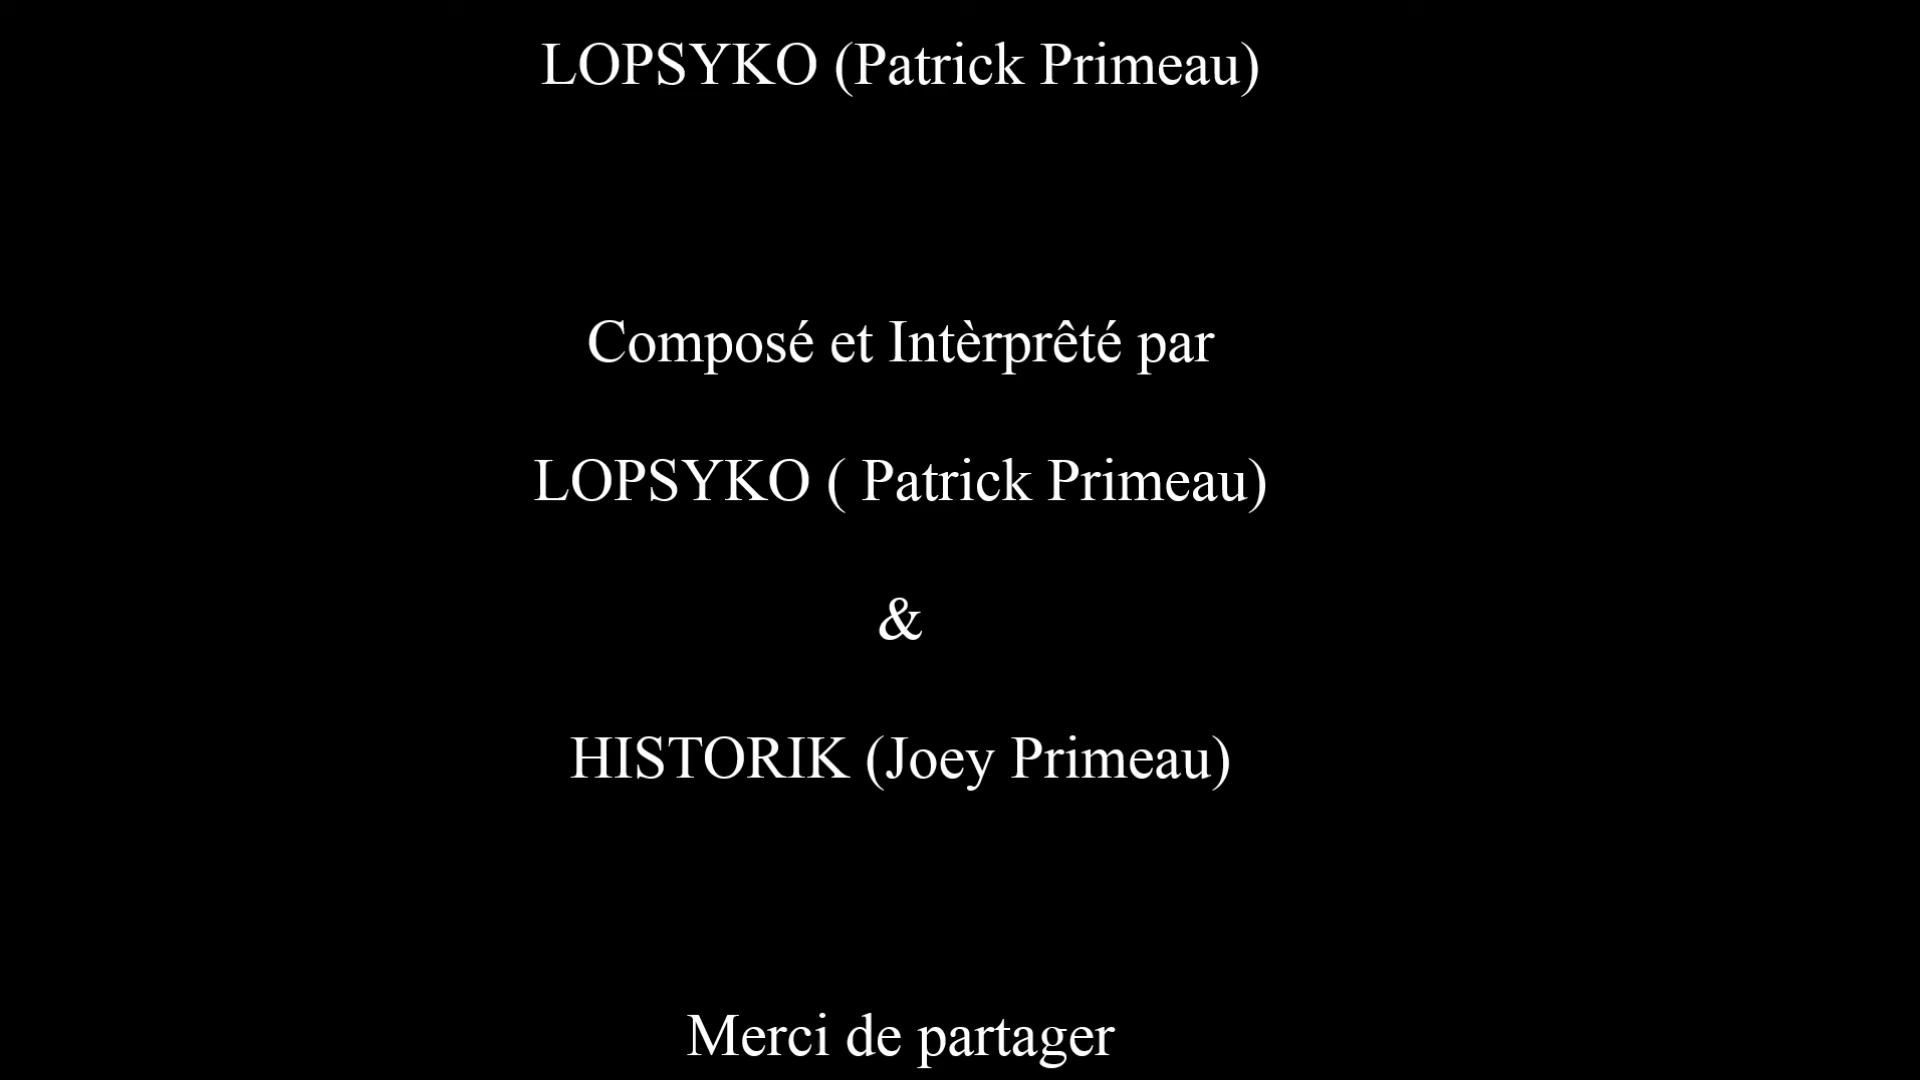 LOPSYKO (Patrick Primeau)
Composé et Intèrprêté par
LOPSYKO ( Patrick Primeau)
&
HISTORIK (Joey Primeau)
Merci de partager